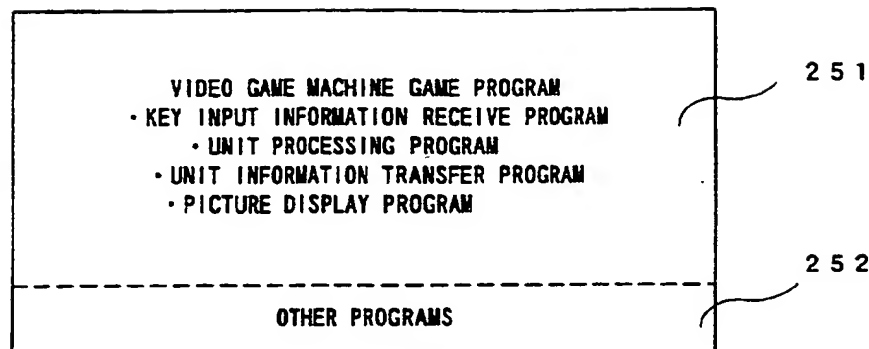 VIDEO GAME MACHINE GAME PROGRAM
・KEY INPUT INFORMATION RECEIVE PROGRAM
・UNIT PROCESSING PROGRAM
・UNIT INFORMATION TRANSFER PROGRAM
・PICTURE DISPLAY PROGRAM
251
252
OTHER PROGRAMS